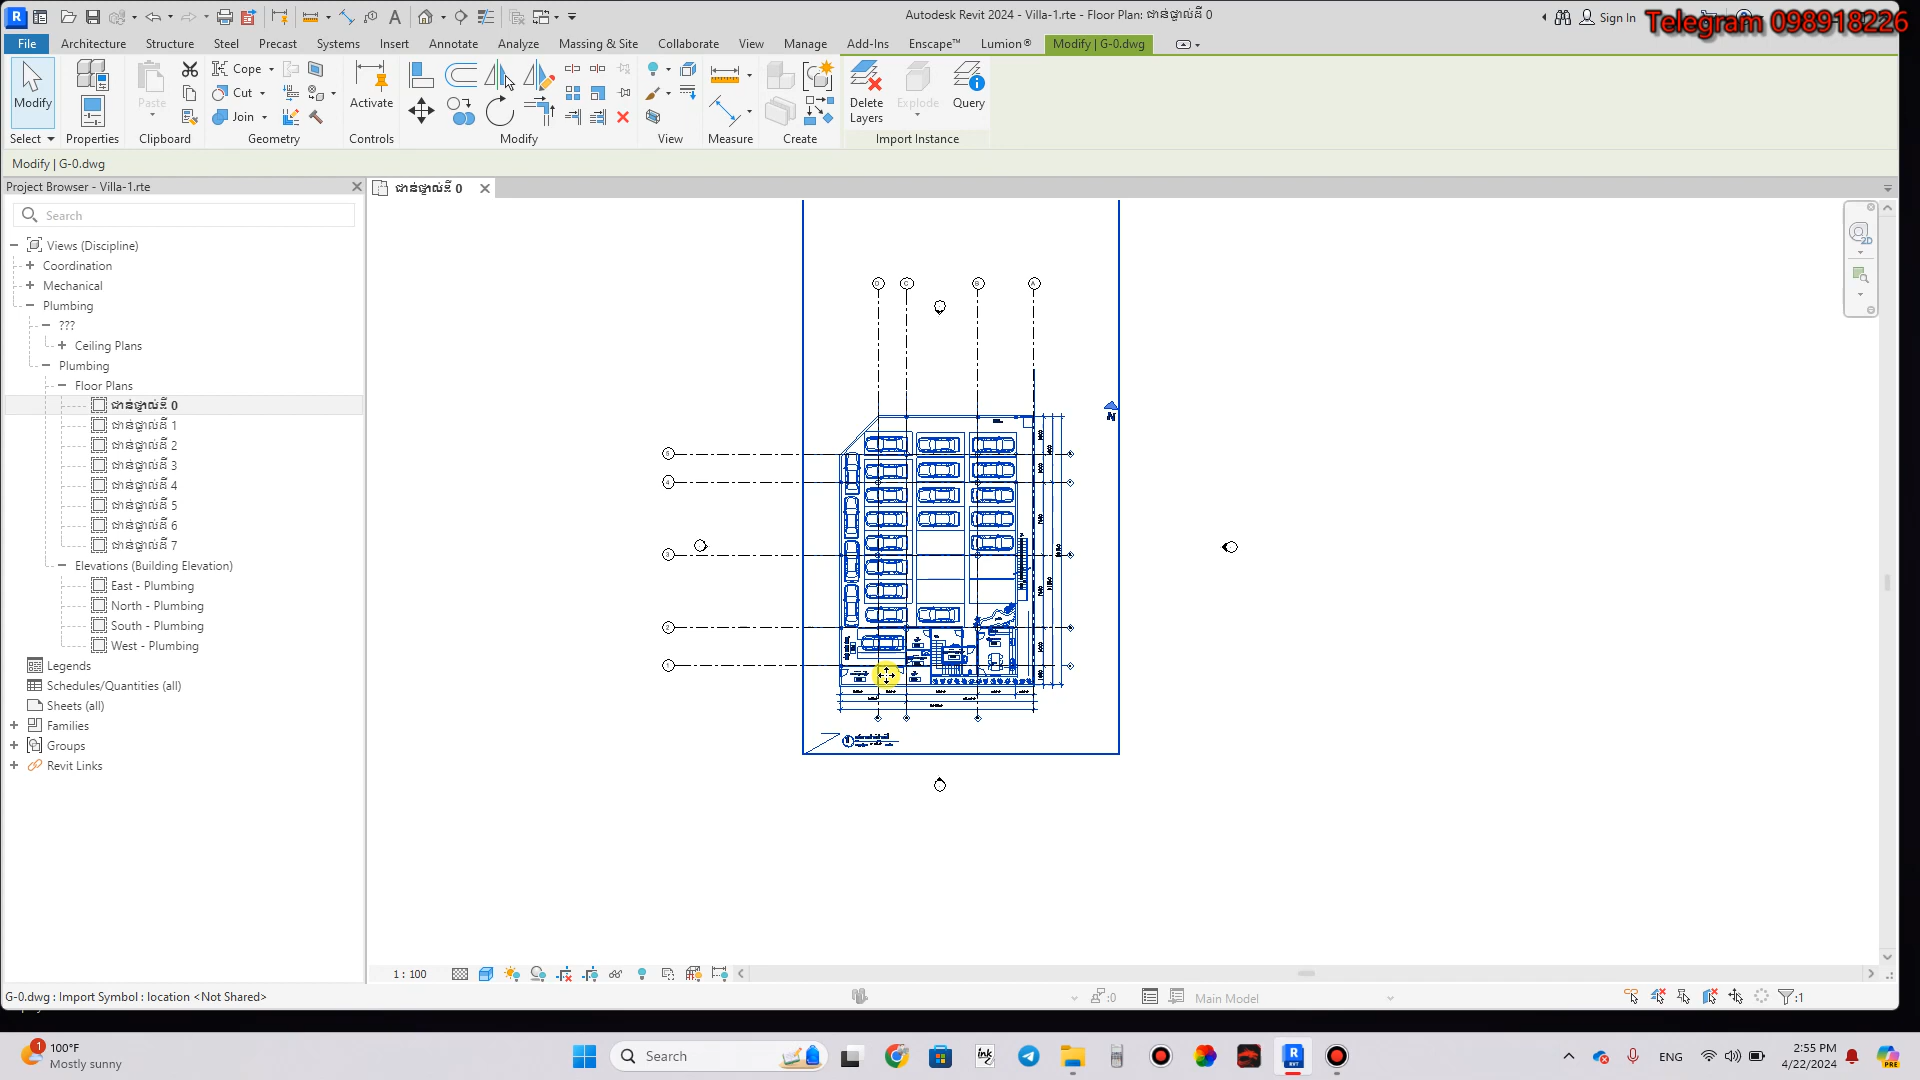 Autodesk Revit 2024 - Villa-1.rte - Floor Plan: ជាន់ផ្ទាល់ដី 0
Sign In
Telegram 098918226
File
Architecture
Structure
Steel
Precast
Systems
Insert
Annotate
Analyze
Massing & Site
Collaborate
View
Manage
Add-Ins
Enscape™
Lumion®
Modify | G-0.dwg
Modify
Paste
Cope
Cut
Join
Activate
Delete Layers
Explode
Query
Select
Properties
Clipboard
Geometry
Controls
Modify
View
Measure
Create
Import Instance
Modify | G-0.dwg
Project Browser - Villa-1.rte
ជាន់ផ្ទាល់ដី 0
Search
Views (Discipline)
Coordination
Mechanical
Plumbing
???
Ceiling Plans
Plumbing
Floor Plans
ជាន់ផ្ទាល់ដី 0
ជាន់ផ្ទាល់ដី 1
ជាន់ផ្ទាល់ដី 2
ជាន់ផ្ទាល់ដី 3
ជាន់ផ្ទាល់ដី 4
ជាន់ផ្ទាល់ដី 5
ជាន់ផ្ទាល់ដី 6
ជាន់ផ្ទាល់ដី 7
Elevations (Building Elevation)
East - Plumbing
North - Plumbing
South - Plumbing
West - Plumbing
Legends
Schedules/Quantities (all)
Sheets (all)
Families
Groups
Revit Links
2D
D C B A
N
5
4
3
2
1
1 : 100
G-0.dwg : Import Symbol : location <Not Shared>
:0
Main Model
:1
100°F
Mostly sunny
Search
ENG
2:55 PM
4/22/2024